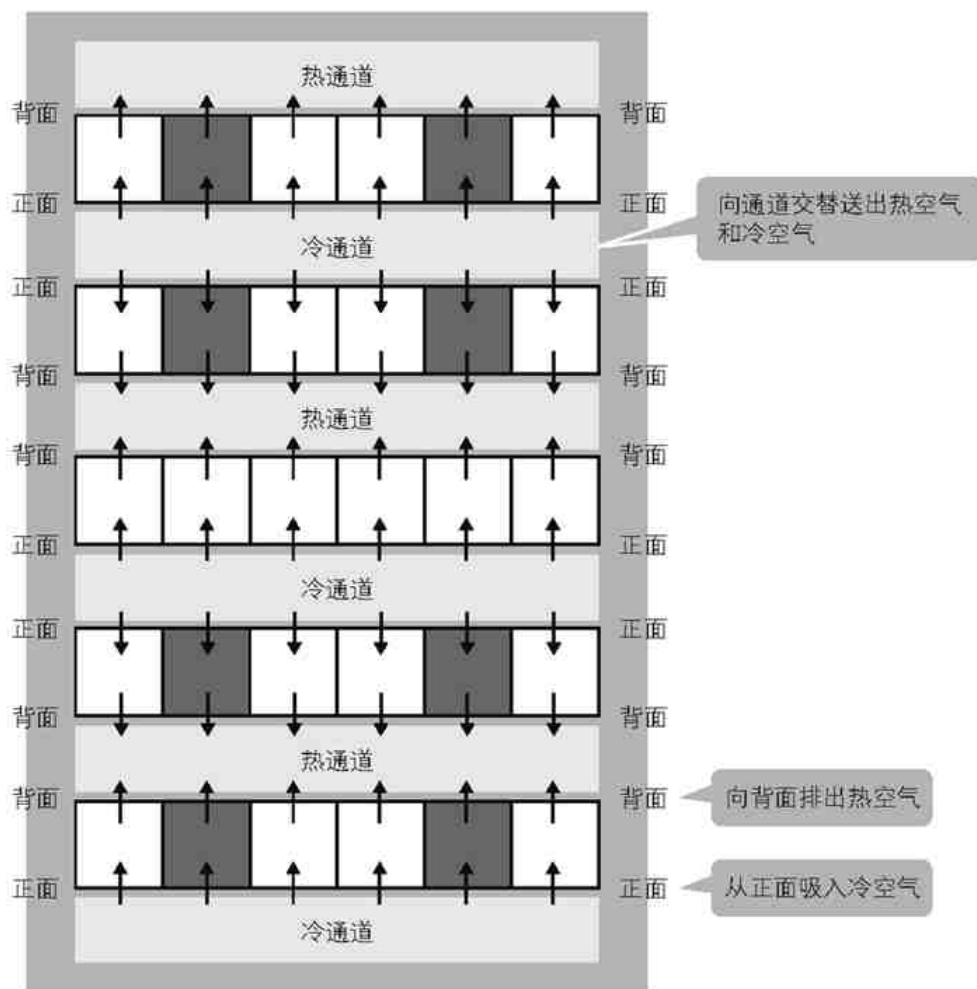 热通道
背面 背面
正面 正面
向通道交替送出热空气
和冷空气
冷通道
正面 正面
背面 背面
热通道
背面 背面
正面 正面
冷通道
正面 正面
背面 背面
热通道
背面 背面
向背面排出热空气
正面 正面
从正面吸入冷空气
冷通道